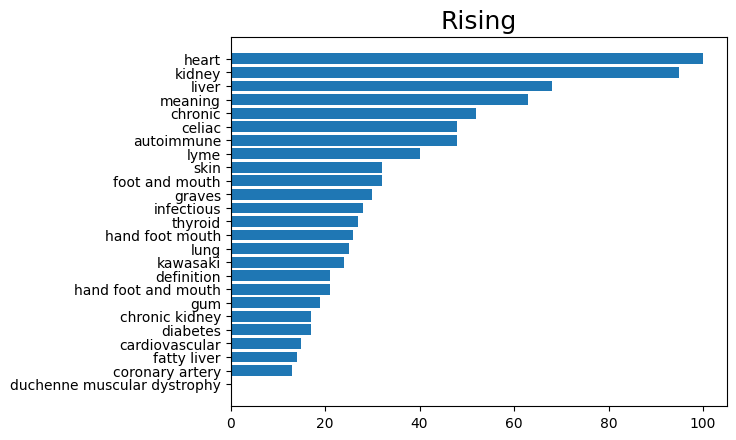 Rising
heart
kidney
liver
meaning
chronic
celiac
autoimmune
lyme
skin
foot and mouth
graves
infectious
thyroid
hand foot mouth
lung
kawasaki
definition
hand foot and mouth
gum
chronic kidney
diabetes
cardiovascular
fatty liver
coronary artery
duchenne muscular dystrophy
0 20 40 60 80 100